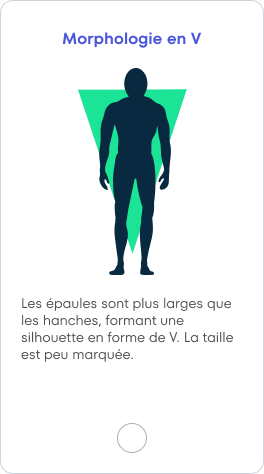 Morphologie en V
Les épaules sont plus larges que
les hanches, formant une
silhouette en forme de V. La taille
est peu marquée.